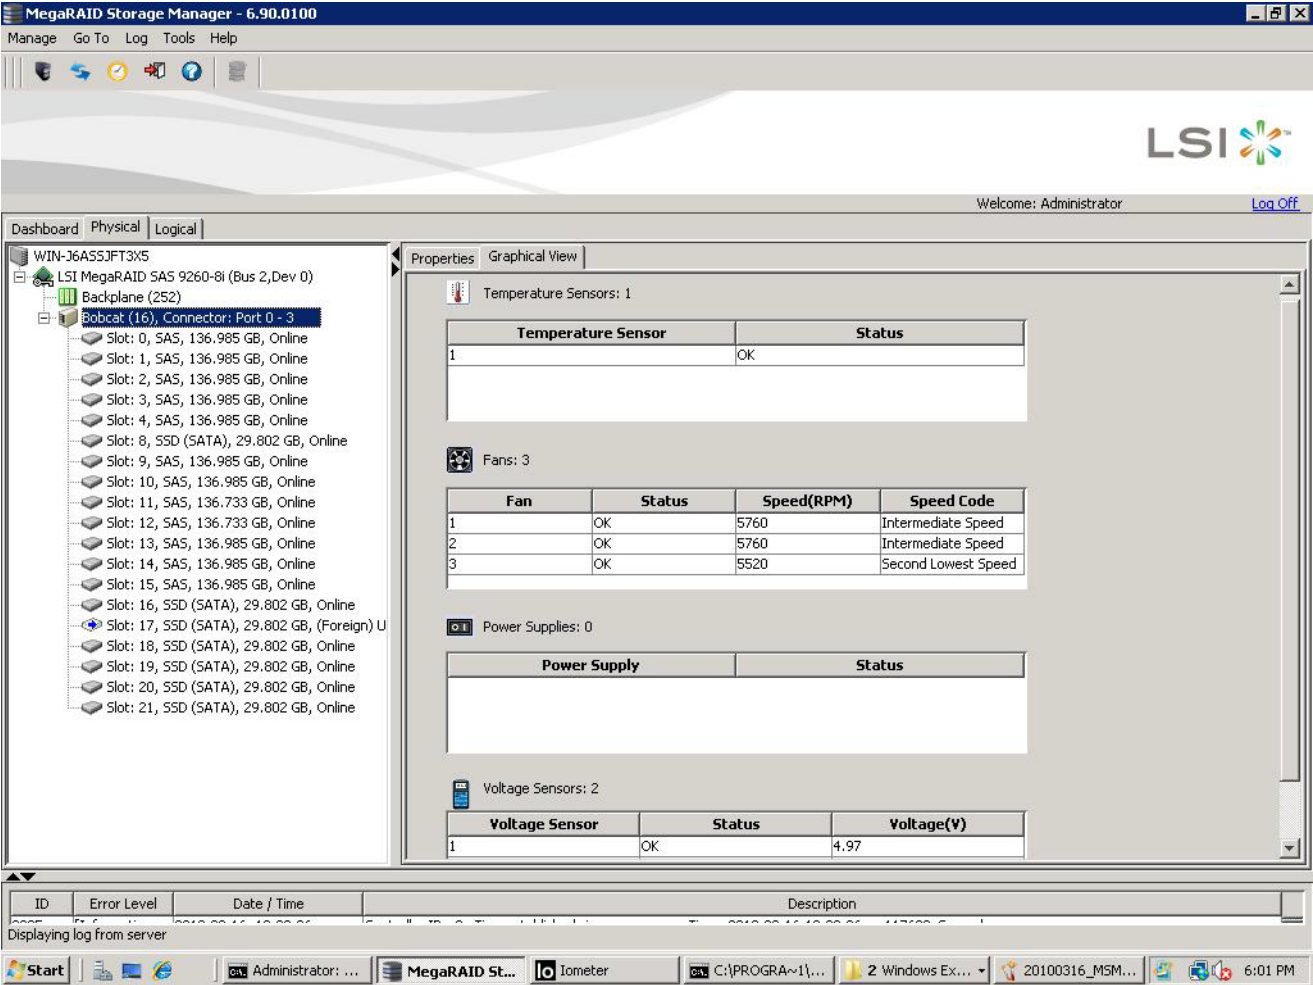 MegaRAID Storage Manager - 6.90.0100
Manage Go To Log Tools Help
LSI
Welcome: Administrator Log Off
Dashboard Physical Logical
WIN-J6AS5JFT3X5
LSI MegaRAID SAS 9260-8i (Bus 2,Dev 0)
Backplane (252)
Bobcat (16), Connector: Port 0 - 3
Slot: 0, SAS, 136.985 GB, Online
Slot: 1, SAS, 136.985 GB, Online
Slot: 2, SAS, 136.985 GB, Online
Slot: 3, SAS, 136.985 GB, Online
Slot: 4, SAS, 136.985 GB, Online
Slot: 8, SSD (SATA), 29.802 GB, Online
Slot: 9, SAS, 136.985 GB, Online
Slot: 10, SAS, 136.985 GB, Online
Slot: 11, SAS, 136.733 GB, Online
Slot: 12, SAS, 136.733 GB, Online
Slot: 13, SAS, 136.985 GB, Online
Slot: 14, SAS, 136.985 GB, Online
Slot: 15, SAS, 136.985 GB, Online
Slot: 16, SSD (SATA), 29.802 GB, Online
Slot: 17, SSD (SATA), 29.802 GB, (Foreign) U
Slot: 18, SSD (SATA), 29.802 GB, Online
Slot: 19, SSD (SATA), 29.802 GB, Online
Slot: 20, SSD (SATA), 29.802 GB, Online
Slot: 21, SSD (SATA), 29.802 GB, Online
Properties Graphical View
Temperature Sensors: 1
Temperature Sensor Status
1 OK
Fans: 3
Fan Status Speed(RPM) Speed Code
1 OK 5760 Intermediate Speed
2 OK 5760 Intermediate Speed
3 OK 5520 Second Lowest Speed
Power Supplies: 0
Power Supply Status
Voltage Sensors: 2
Voltage Sensor Status Voltage(V)
1 OK 4.97
ID Error Level Date / Time Description
Displaying log from server
Start Administrator: ... MegaRAID St... Iometer C:\PROGRA~1\... 2 Windows Ex... 20100316_MSM... 6:01 PM